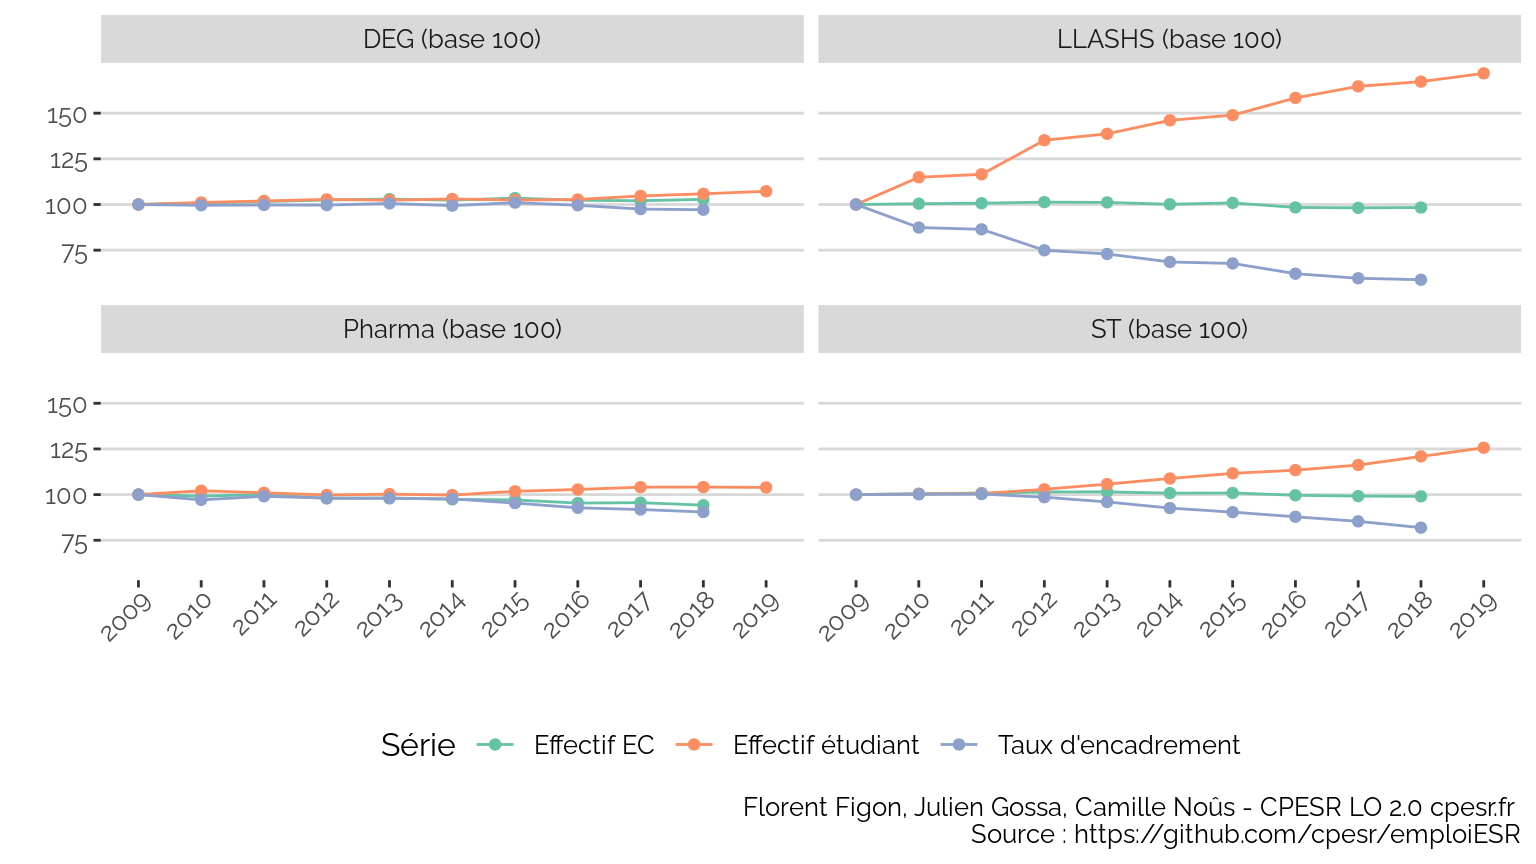 DEG (base 100)
LLASHS (base 100)
150
125
100
75
Pharma (base 100)
ST (base 100)
150
125
100
75
2009 2010 2011 2012 2013 2014 2015 2016 2017 2018 2019
2009 2010 2011 2012 2013 2014 2015 2016 2017 2018 2019
Série Effectif EC Effectif étudiant Taux d'encadrement
Florent Figon, Julien Gossa, Camille Noûs - CPESR LO 2.0 cpesr.fr
Source : https://github.com/cpesr/emploiESR